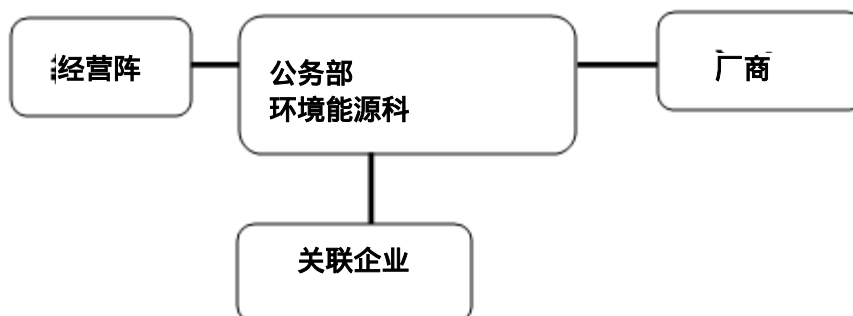 经营阵
公务部
环境能源科
厂商
关联企业